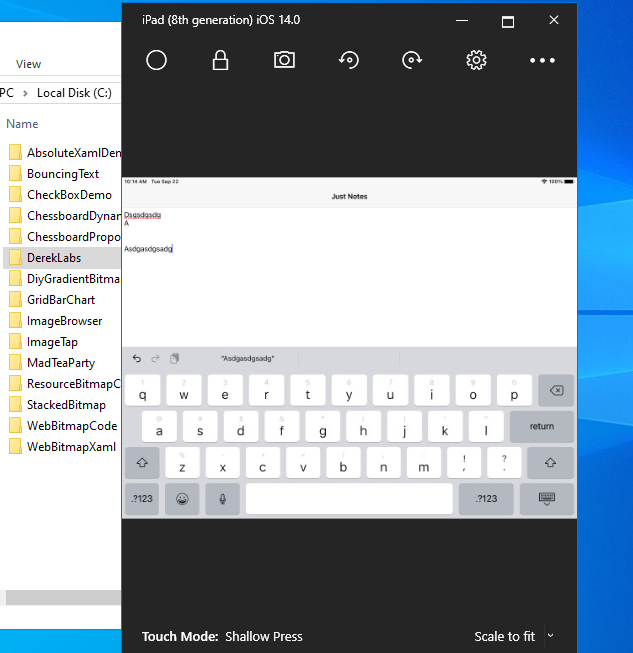 View
PC > Local Disk (C:)
Name
AbsoluteXamlDen
BouncingText
CheckBoxDemo
ChessboardDynar
ChessboardPropo
DerekLabs
DiyGradientBitma
GridBarChart
ImageBrowser
ImageTap
MadTeaParty
ResourceBitmapC
StackedBitmap
WebBitmapCode
WebBitmapXaml
iPad (8th generation) iOS 14.0
10:14 AM Tue Sep 22
100%
Just Notes
Dsgsdgsdg
A
Asdgasdgsadg
"Asdgasdgsadg"
1 2 3 4 5 6 7 8 9 0
q w e r t y u i o p
@ # $ & * ( ) ' "
a s d f g h j k l return
% - + = / ; : ! ?
z x c v b n m , .
.?123 .?123
Touch Mode: Shallow Press
Scale to fit